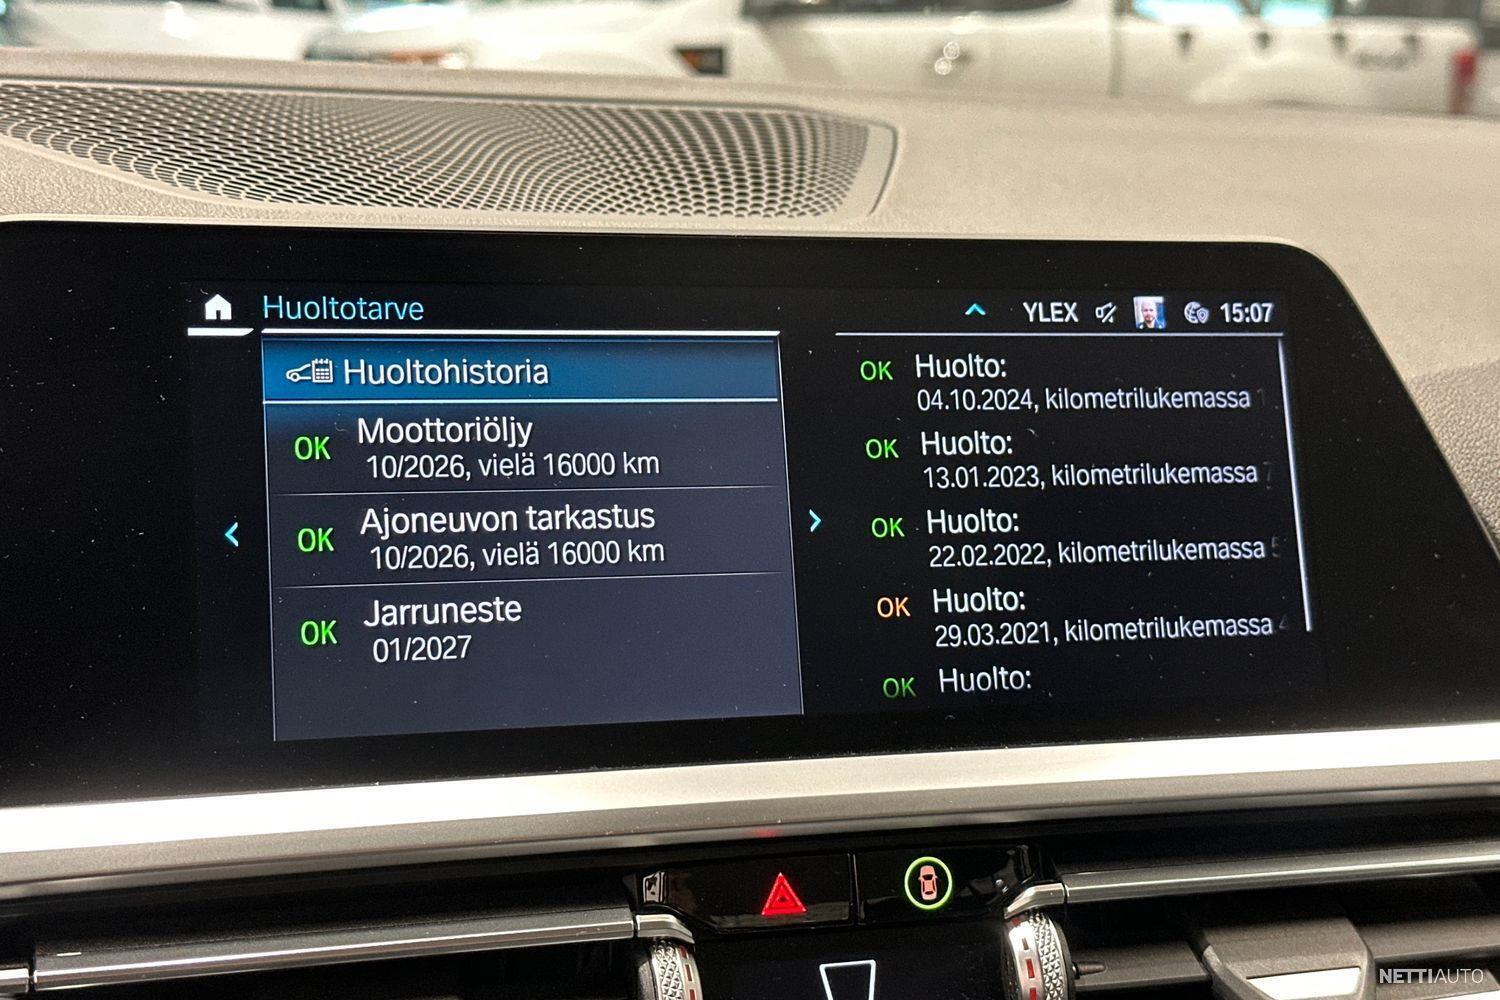 Huoltotarve
YLEX 15:07
Huoltohistoria
OK Moottoriöljy
10/2026, vielä 16000 km
OK Ajoneuvon tarkastus
10/2026, vielä 16000 km
OK Jarruneste
01/2027
OK Huolto:
04.10.2024, kilometrilukemassa
OK Huolto:
13.01.2023, kilometrilukemassa
OK Huolto:
22.02.2022, kilometrilukemassa
OK Huolto:
29.03.2021, kilometrilukemassa
OK Huolto:
NETTIAUTO